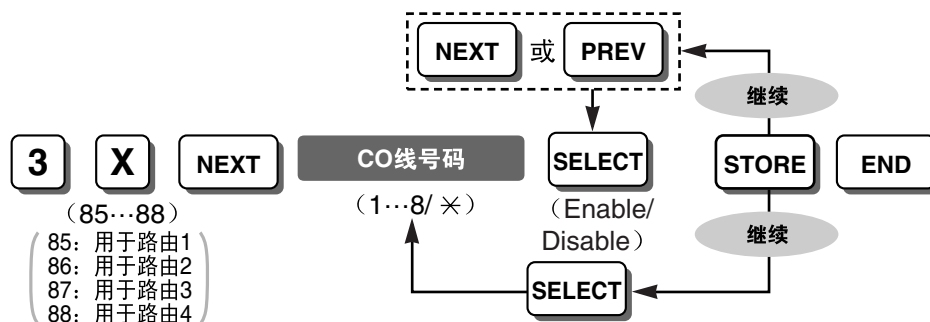 NEXT 或 PREV
继续
3 X NEXT CO线号码 SELECT STORE END
（85…88） （1…8/ ✳） （Enable/
Disable）
继续
85：用于路由1
86：用于路由2
87：用于路由3
88：用于路由4
SELECT